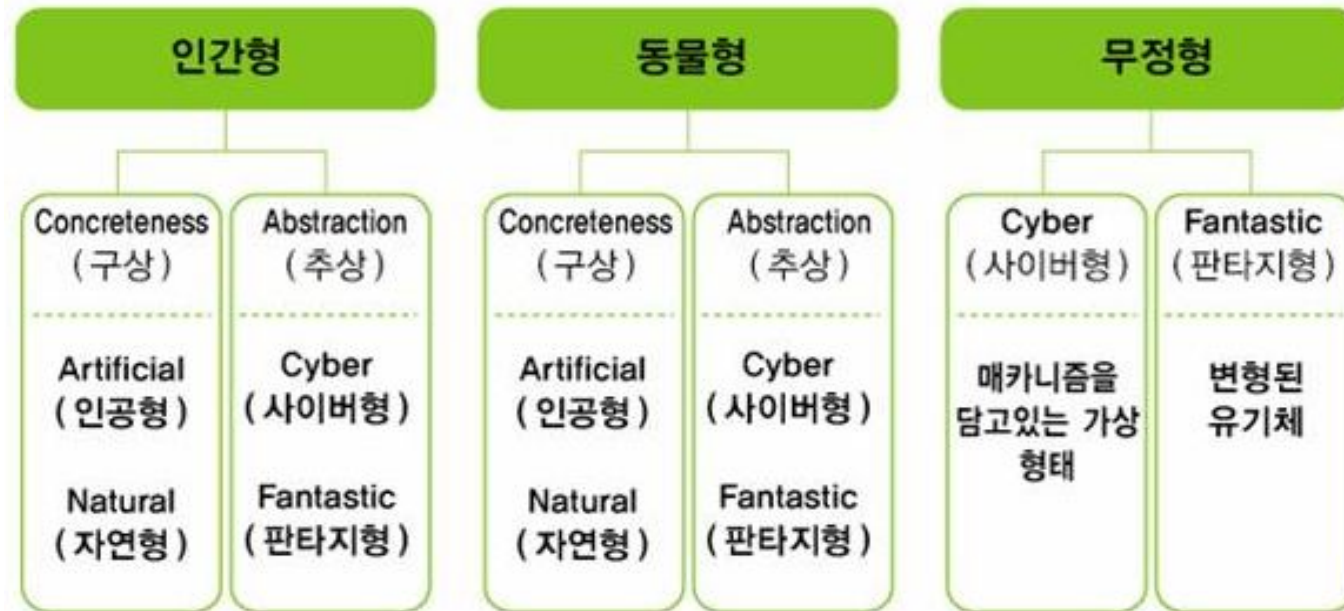 인간형
Concreteness
(구상)
Artificial
(인공형)
Natural
(자연형)
Abstraction
(추상)
Cyber
(사이버형)
Fantastic
(판타지형)
동물형
Concreteness
(구상)
Artificial
(인공형)
Natural
(자연형)
Abstraction
(추상)
Cyber
(사이버형)
Fantastic
(판타지형)
무정형
Cyber
(사이버형)
매카니즘을
담고있는 가상
형태
Fantastic
(판타지형)
변형된
유기체